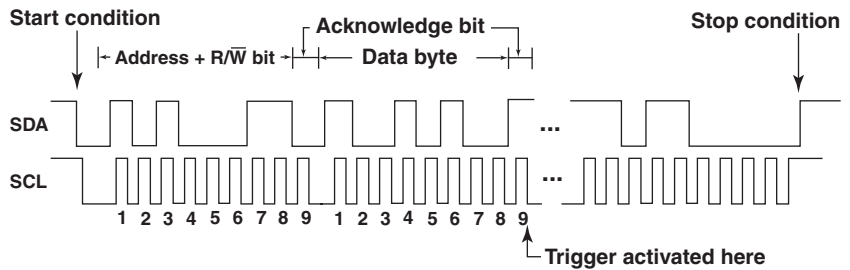 Start condition
Acknowledge bit
Stop condition
Address + R/W̅ bit
Data byte
SDA
...
SCL
...
1 2 3 4 5 6 7 8 9 1 2 3 4 5 6 7 8 9
Trigger activated here